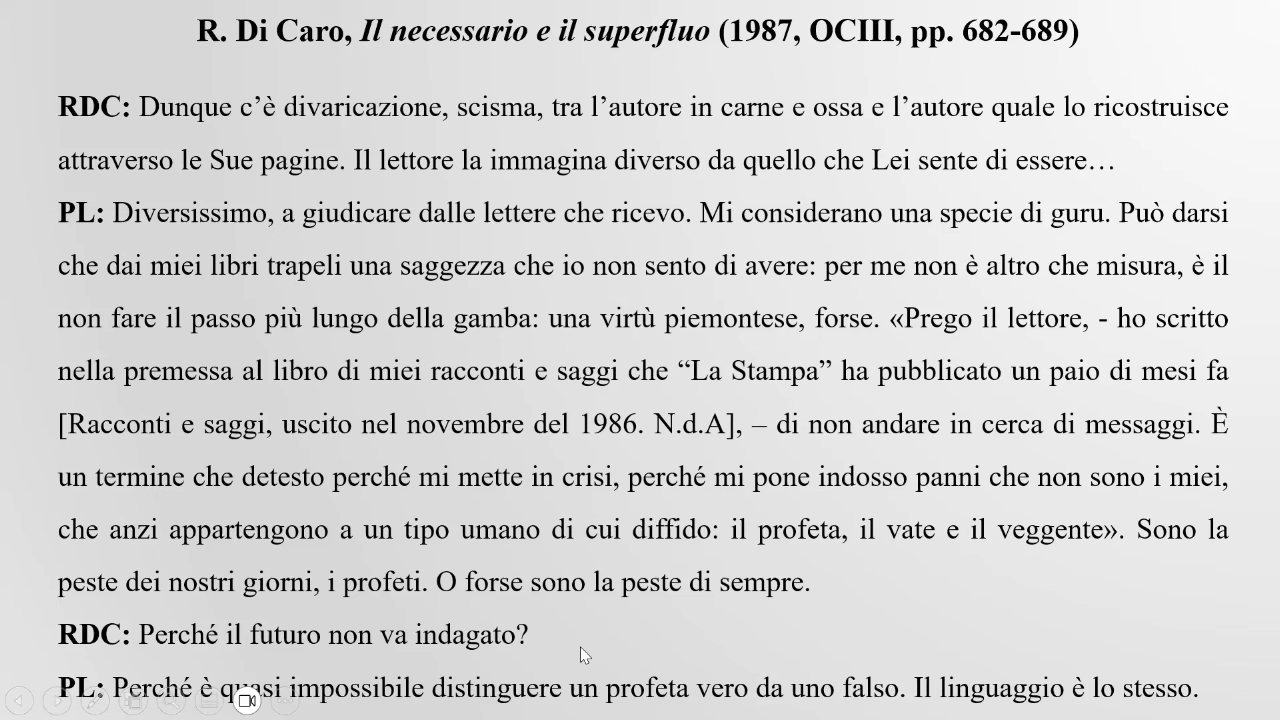 R. Di Caro, Il necessario e il superfluo (1987, OCIII, pp. 682-689)
RDC: Dunque c’è divaricazione, scisma, tra l’autore in carne e ossa e l’autore quale lo ricostruisce
attraverso le Sue pagine. Il lettore la immagina diverso da quello che Lei sente di essere…
PL: Diversissimo, a giudicare dalle lettere che ricevo. Mi considerano una specie di guru. Può darsi
che dai miei libri trapeli una saggezza che io non sento di avere: per me non è altro che misura, è il
non fare il passo più lungo della gamba: una virtù piemontese, forse. «Prego il lettore, - ho scritto
nella premessa al libro di miei racconti e saggi che “La Stampa” ha pubblicato un paio di mesi fa
[Racconti e saggi, uscito nel novembre del 1986. N.d.A], – di non andare in cerca di messaggi. È
un termine che detesto perché mi mette in crisi, perché mi pone indosso panni che non sono i miei,
che anzi appartengono a un tipo umano di cui diffido: il profeta, il vate e il veggente». Sono la
peste dei nostri giorni, i profeti. O forse sono la peste di sempre.
RDC: Perché il futuro non va indagato?
PL: Perché è quasi impossibile distinguere un profeta vero da uno falso. Il linguaggio è lo stesso.